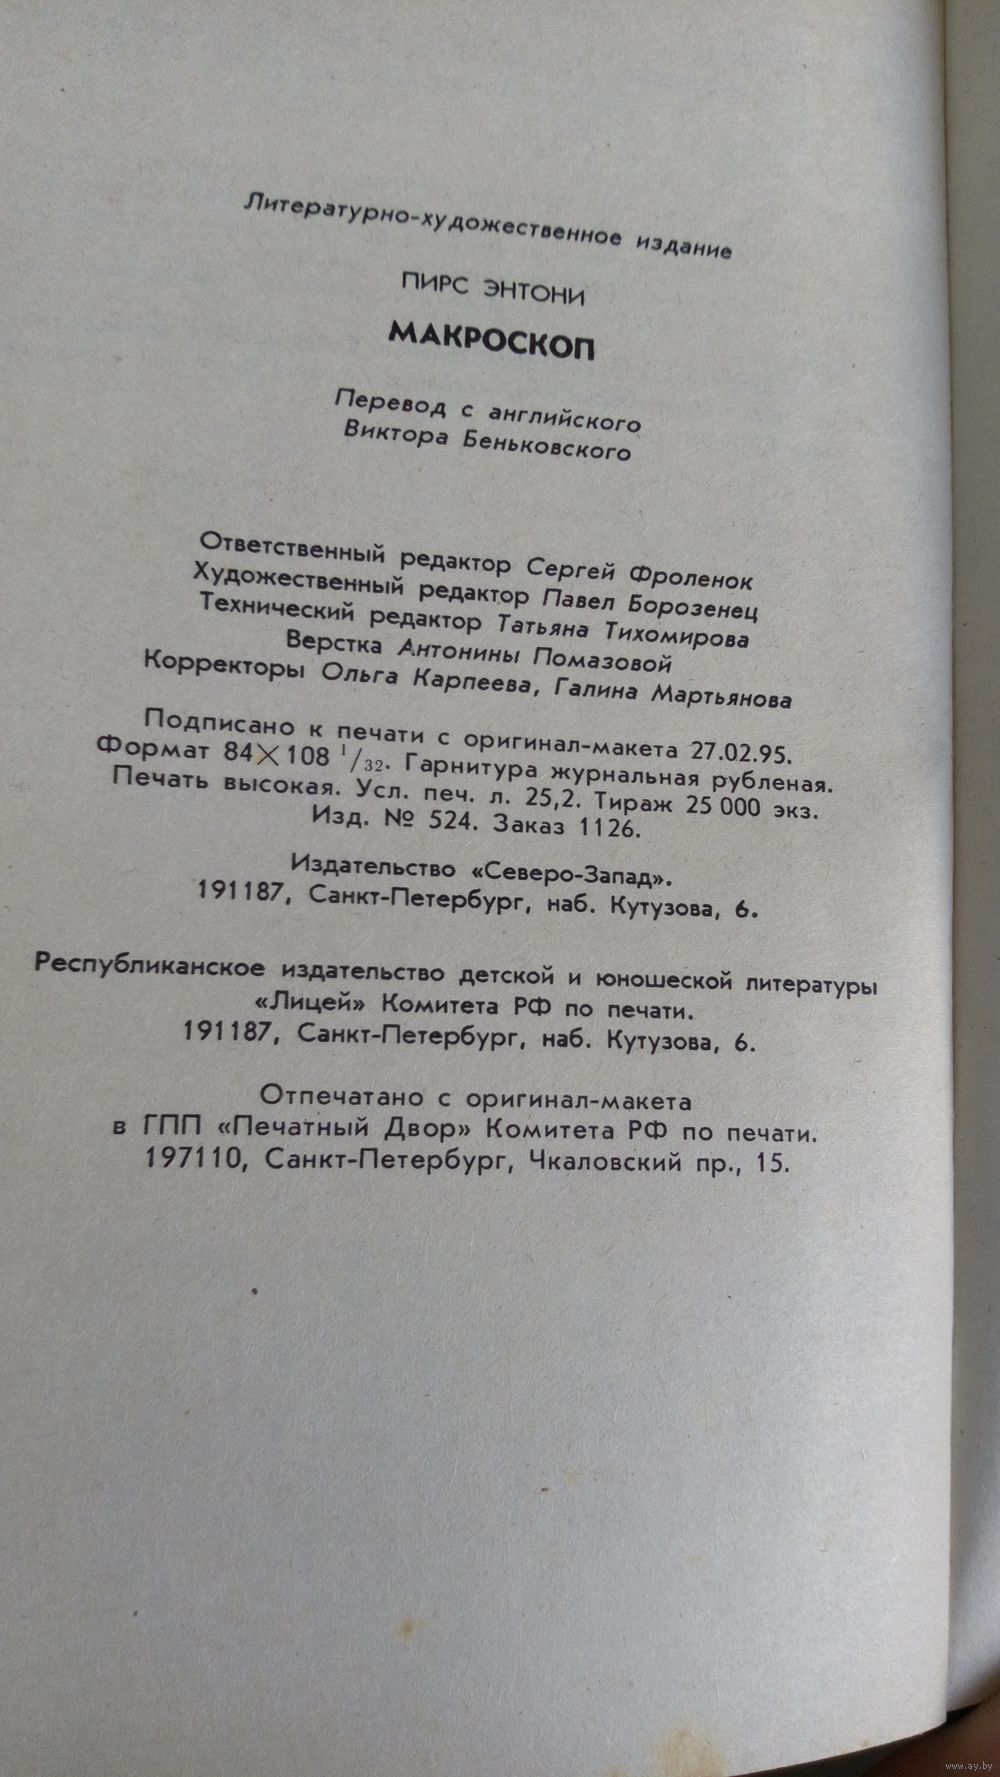 Литературно-художественное издание
ПИРС ЭНТОНИ
МАКРОСКОП
Перевод с английского
Виктора Беньковского
Ответственный редактор Сергей Фроленок
Художественный редактор Павел Борозенец
Технический редактор Татьяна Тихомирова
Верстка Антонины Помазовой
Корректоры Ольга Карпеева, Галина Мартьянова
Подписано к печати с оригинал-макета 27.02.95.
Формат 84×108 1/32. Гарнитура журнальная рубленая.
Печать высокая. Усл. печ. л. 25,2. Тираж 25 000 экз.
Изд. № 524. Заказ 1126.
Издательство «Северо-Запад».
191187, Санкт-Петербург, наб. Кутузова, 6.
Республиканское издательство детской и юношеской литературы
«Лицей» Комитета РФ по печати.
191187, Санкт-Петербург, наб. Кутузова, 6.
Отпечатано с оригинал-макета
в ГПП «Печатный Двор» Комитета РФ по печати.
197110, Санкт-Петербург, Чкаловский пр., 15.
www.ay.by